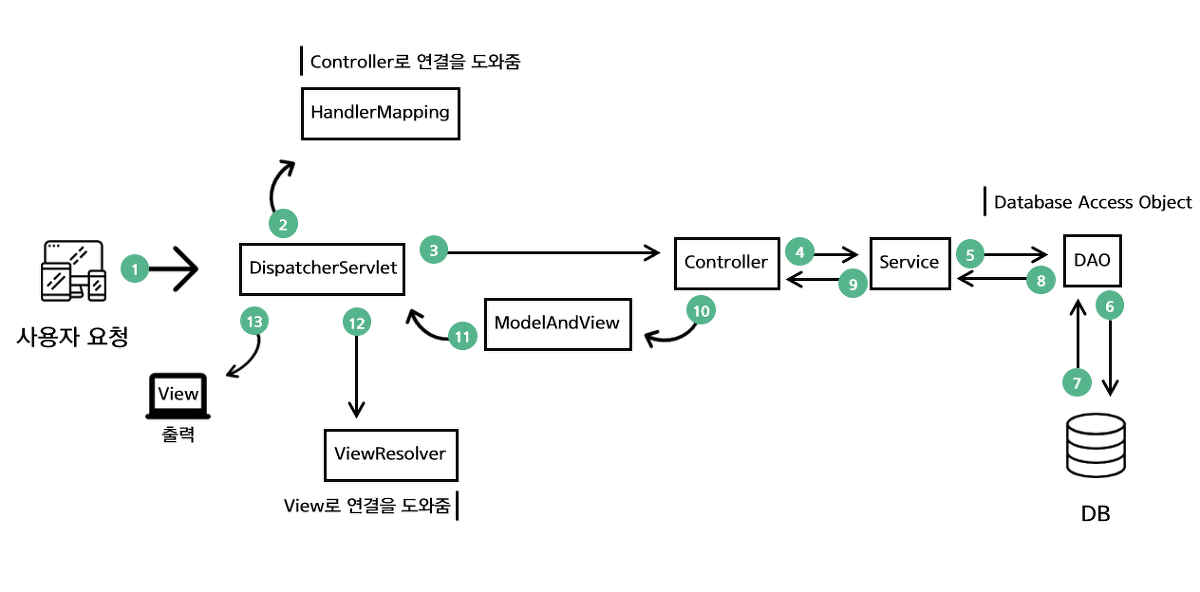 Controller로 연결을 도와줌
HandlerMapping
Database Access Object
2
3
4
5
1
DispatcherServlet
Controller
Service
DAO
9
8
6
사용자 요청
13
12
11
ModelAndView
10
7
View
출력
ViewResolver
View로 연결을 도와줌
DB